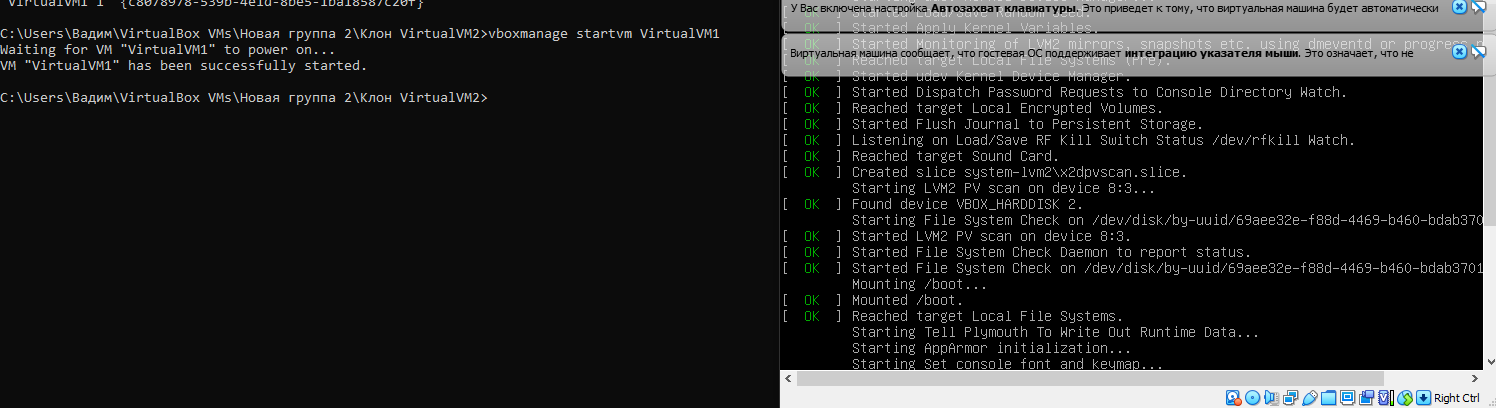 "VirtualVM1 1" {c8078978-539b-4e1d-8be5-1ba18587c20f}
C:\Users\Вадим\VirtualBox VMs\Новая группа 2\Клон VirtualVM2>vboxmanage startvm VirtualVM1
Waiting for VM "VirtualVM1" to power on...
VM "VirtualVM1" has been successfully started.
C:\Users\Вадим\VirtualBox VMs\Новая группа 2\Клон VirtualVM2>
У Вас включена настройка Автозахват клавиатуры. Это приведет к тому, что виртуальная машина будет автоматически
[  OK  ] Started Load/Save Random Seed.
[  OK  ] Started Apply Kernel Variables.
[  OK  ] Started Monitoring of LVM2 mirrors, snapshots etc. using dmeventd or progress
Виртуальная машина сообщает, что гостевая ОС поддерживает интеграцию указателя мыши. Это означает, что не
[  OK  ] Reached target Local File Systems (Pre).
[  OK  ] Started udev Kernel Device Manager.
[  OK  ] Started Dispatch Password Requests to Console Directory Watch.
[  OK  ] Reached target Local Encrypted Volumes.
[  OK  ] Started Flush Journal to Persistent Storage.
[  OK  ] Listening on Load/Save RF Kill Switch Status /dev/rfkill Watch.
[  OK  ] Reached target Sound Card.
[  OK  ] Created slice system-lvm2\x2dpvscan.slice.
Starting LVM2 PV scan on device 8:3...
[  OK  ] Found device VBOX_HARDDISK 2.
Starting File System Check on /dev/disk/by-uuid/69aee32e-f88d-4469-b460-bdab370
[  OK  ] Started LVM2 PV scan on device 8:3.
[  OK  ] Started File System Check Daemon to report status.
[  OK  ] Started File System Check on /dev/disk/by-uuid/69aee32e-f88d-4469-b460-bdab3701
Mounting /boot...
[  OK  ] Mounted /boot.
[  OK  ] Reached target Local File Systems.
Starting Tell Plymouth To Write Out Runtime Data...
Starting AppArmor initialization...
Starting Set console font and keymap...
Right Ctrl